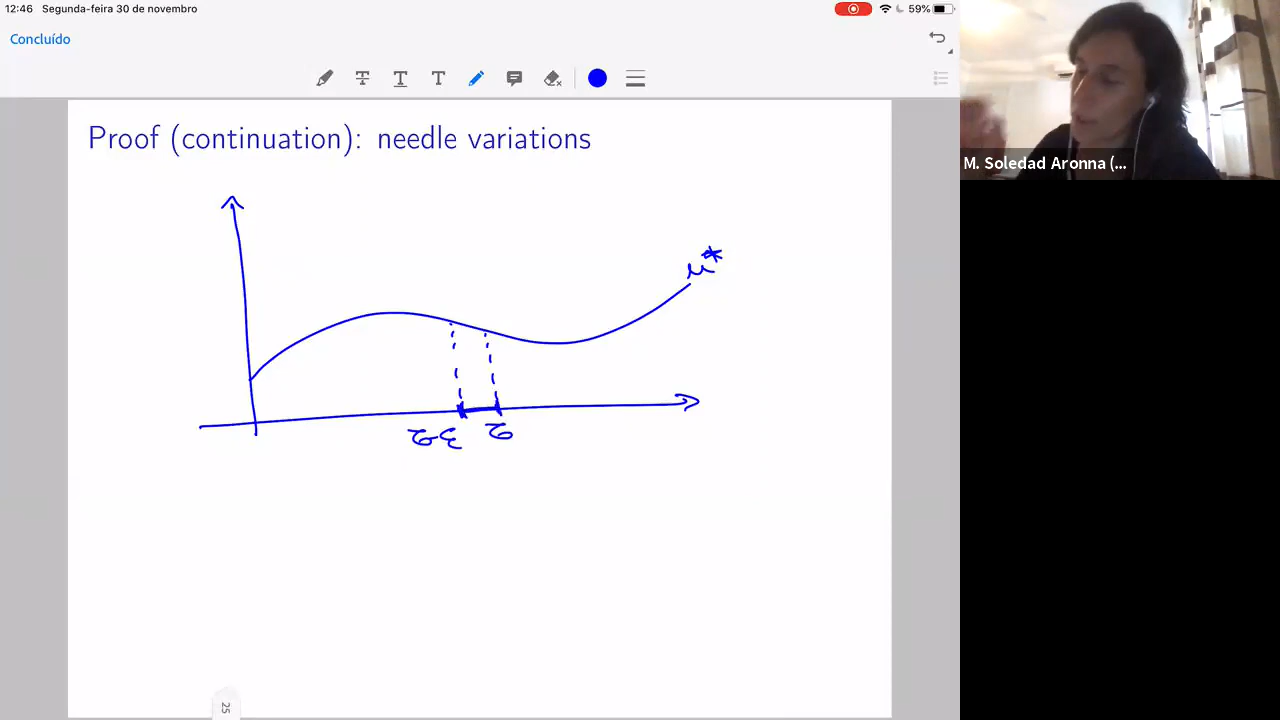 12:46 Segunda-feira 30 de novembro 59%
Concluído
T T T
Proof (continuation): needle variations
u*
τ-ε τ
25
M. Soledad Aronna (...